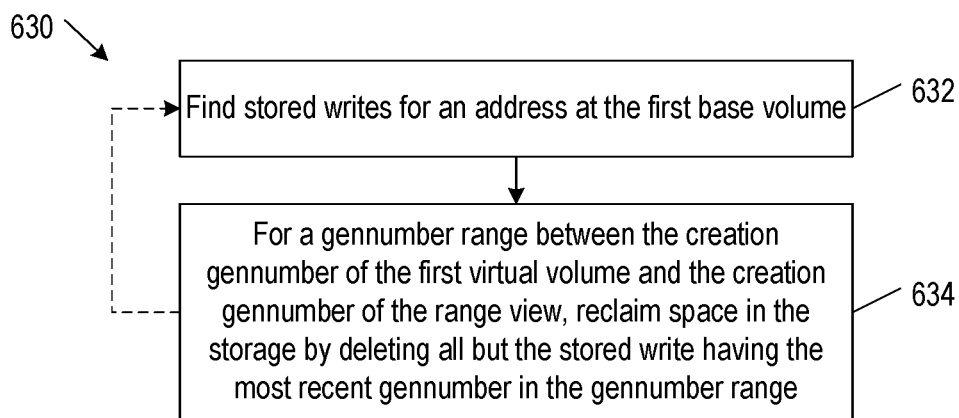 630
Find stored writes for an address at the first base volume
632
For a gennumber range between the creation
gennumber of the first virtual volume and the creation
gennumber of the range view, reclaim space in the
storage by deleting all but the stored write having the
most recent gennumber in the gennumber range
634